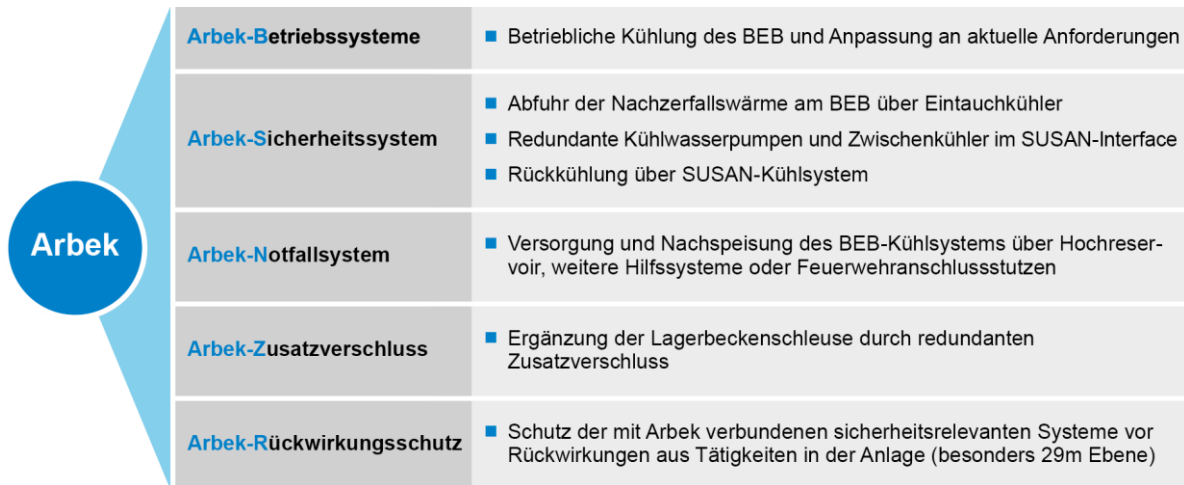 Arbek
Arbek-Betriebssysteme
■ Betriebliche Kühlung des BEB und Anpassung an aktuelle Anforderungen
Arbek-Sicherheitssystem
■ Abfuhr der Nachzerfallswärme am BEB über Eintauchkühler
■ Redundante Kühlwasserpumpen und Zwischenkühler im SUSAN-Interface
■ Rückkühlung über SUSAN-Kühlsystem
Arbek-Notfallsystem
■ Versorgung und Nachspeisung des BEB-Kühlsystems über Hochreser-
voir, weitere Hilfssysteme oder Feuerwehranschlussstutzen
Arbek-Zusatzverschluss
■ Ergänzung der Lagerbeckenschleuse durch redundanten
Zusatzverschluss
Arbek-Rückwirkungsschutz
■ Schutz der mit Arbek verbundenen sicherheitsrelevanten Systeme vor
Rückwirkungen aus Tätigkeiten in der Anlage (besonders 29m Ebene)